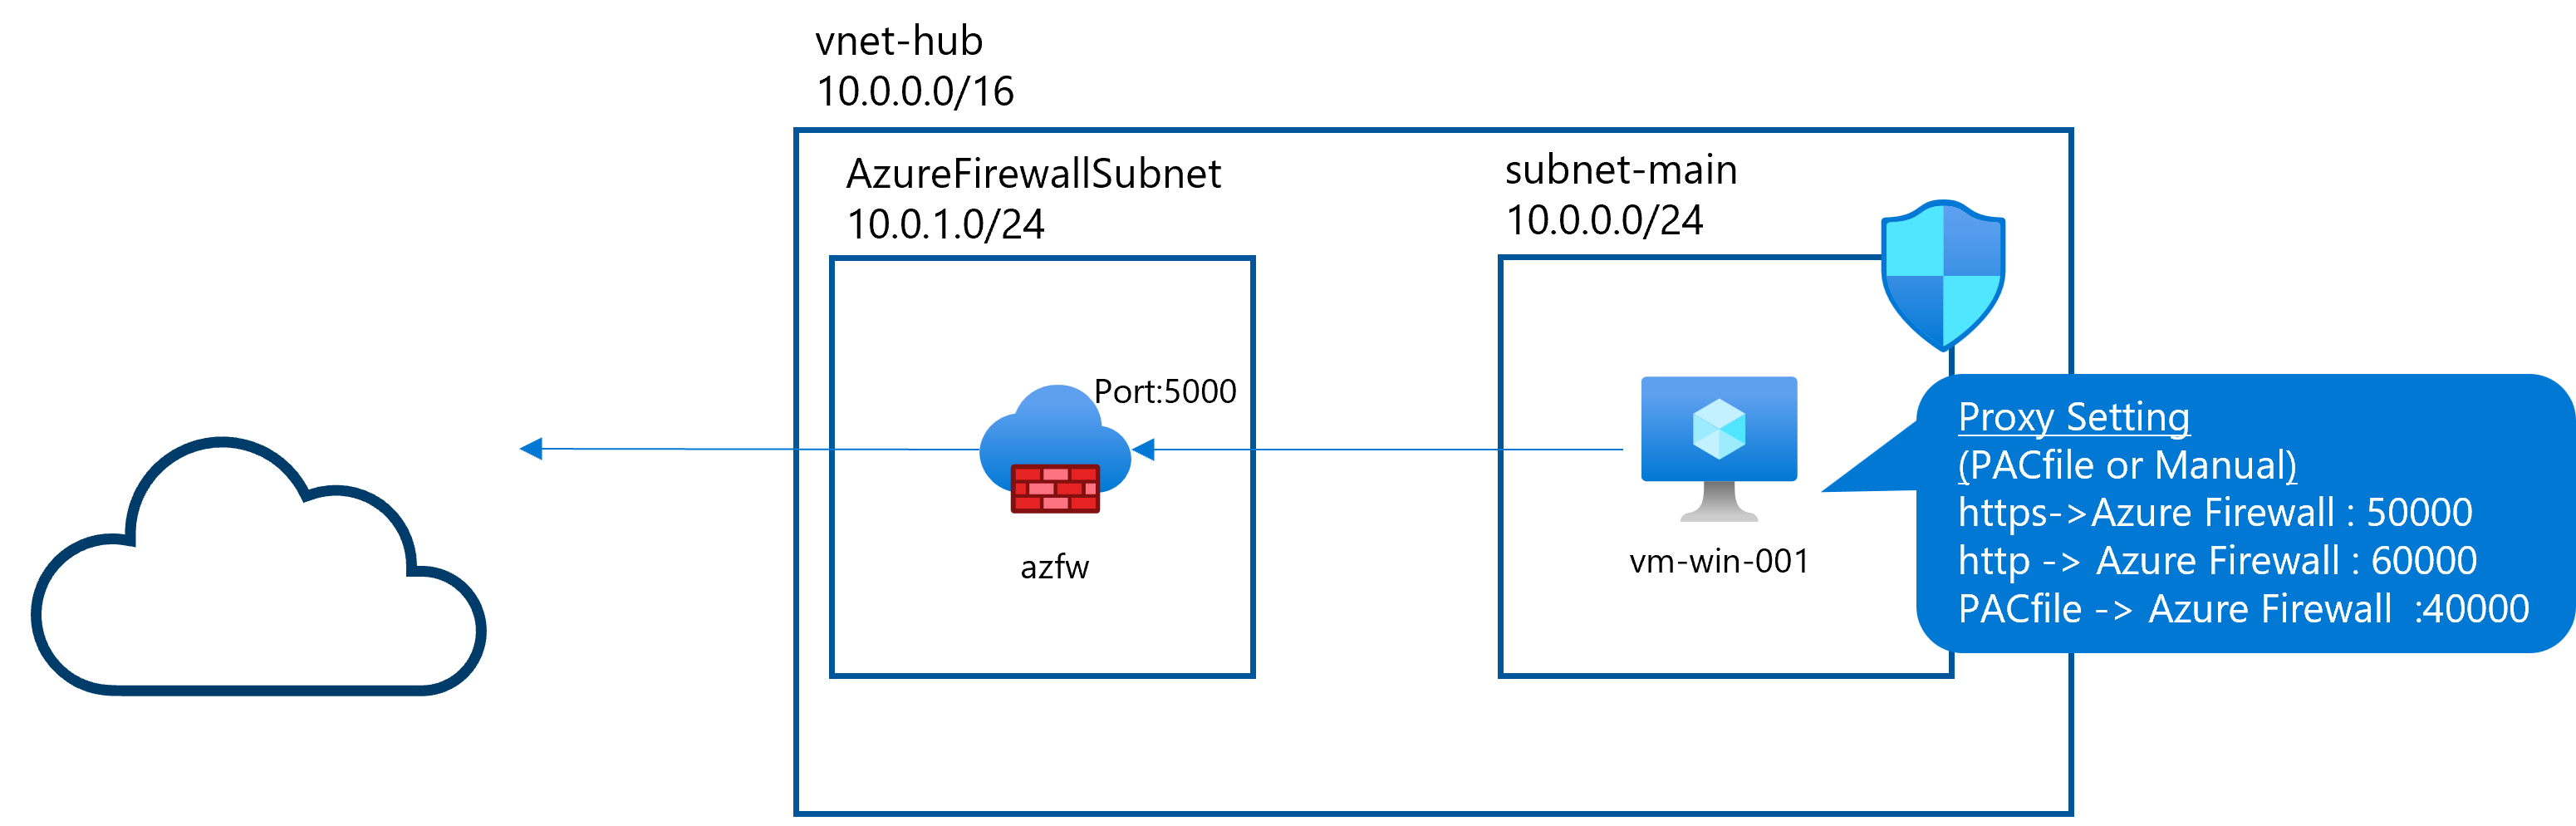 vnet-hub
10.0.0.0/16
AzureFirewallSubnet
10.0.1.0/24
subnet-main
10.0.0.0/24
Port:5000
azfw
vm-win-001
Proxy Setting
(PACfile or Manual)
https->Azure Firewall : 50000
http -> Azure Firewall : 60000
PACfile -> Azure Firewall :40000